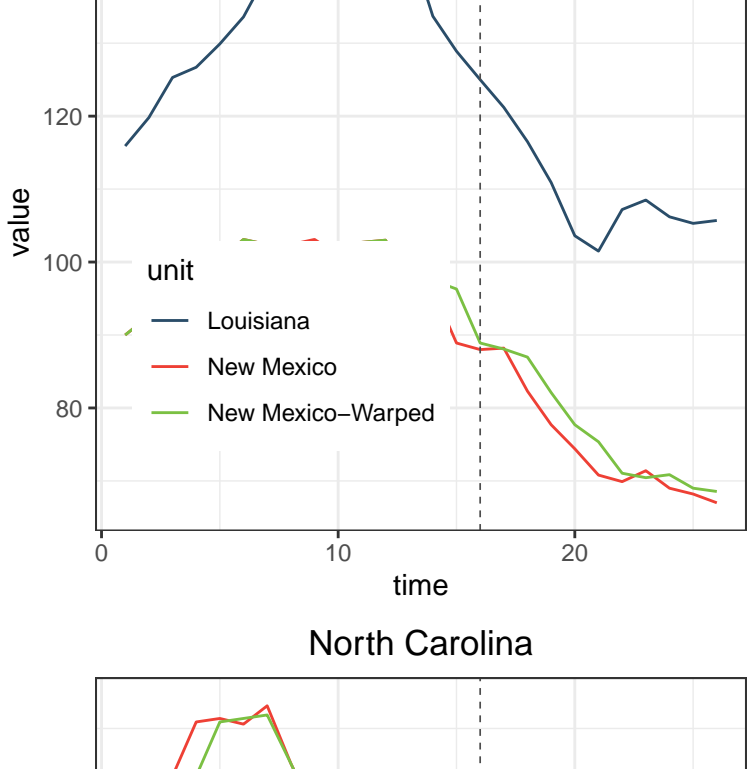 120
100
80
value
unit
Louisiana
New Mexico
New Mexico−Warped
0 10 20
time
North Carolina